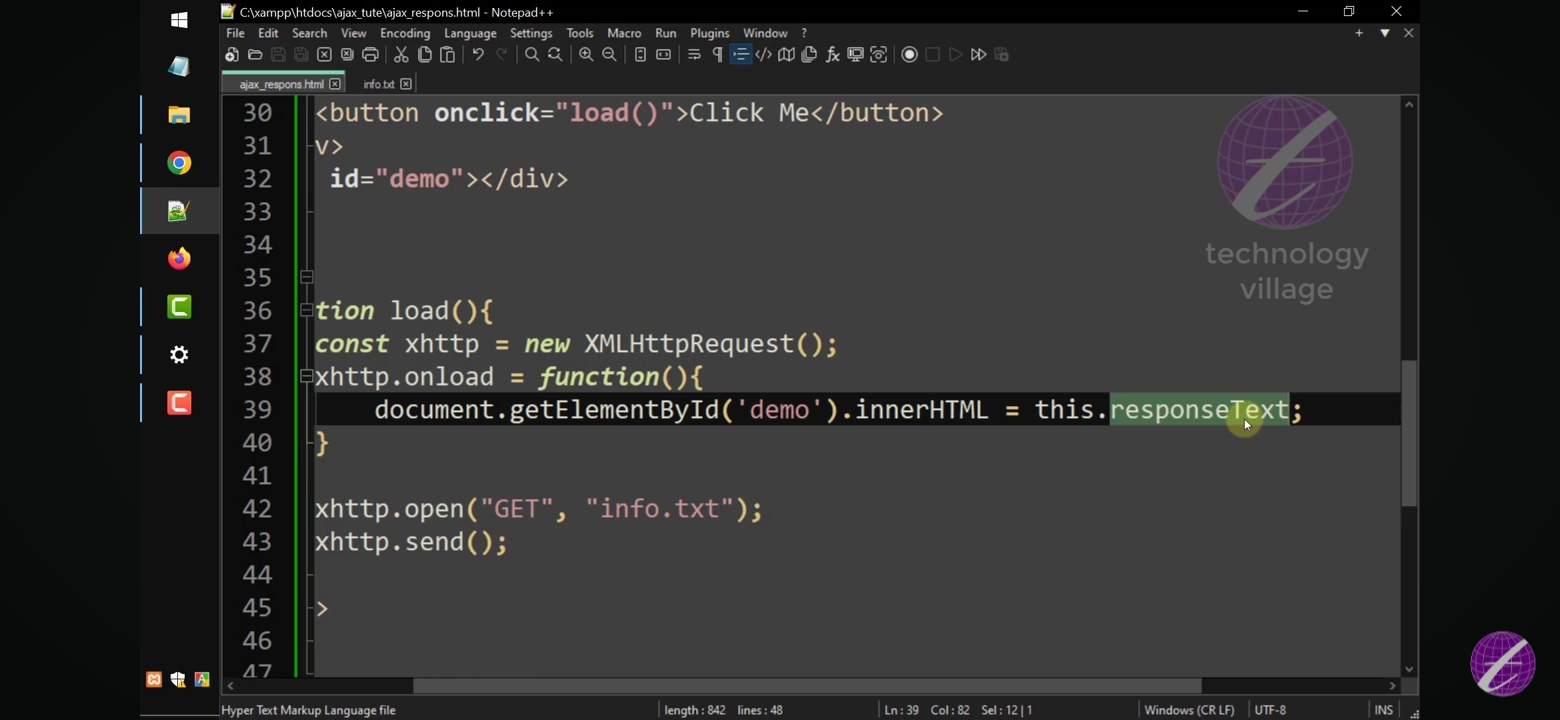 C:\xampp\htdocs\ajax_tute\ajax_respons.html - Notepad++
File Edit Search View Encoding Language Settings Tools Macro Run Plugins Window ?
ajax_respons.html info.txt
30 <button onclick="load()">Click Me</button>
31 v>
32 id="demo"></div>
33
34
35
36 tion load(){
37 const xhttp = new XMLHttpRequest();
38 xhttp.onload = function(){
39 document.getElementById('demo').innerHTML = this.responseText;
40 }
41
42 xhttp.open("GET", "info.txt");
43 xhttp.send();
44
45 >
46
47
technology
village
Hyper Text Markup Language file length : 842 lines : 48 Ln : 39 Col : 82 Sel : 12 | 1 Windows (CR LF) UTF-8 INS